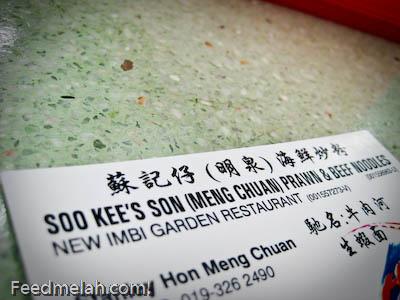 蘇記仔（明泉）海鮮炒粉
SOO KEE'S SON (MENG CHUAN) PRAWN & BEEF NOODLES
NEW IMBI GARDEN RESTAURANT (001557273-V)
馳名：牛肉河
生蝦面
Hon Meng Chuan
019-326 2490
Feedmelah.com